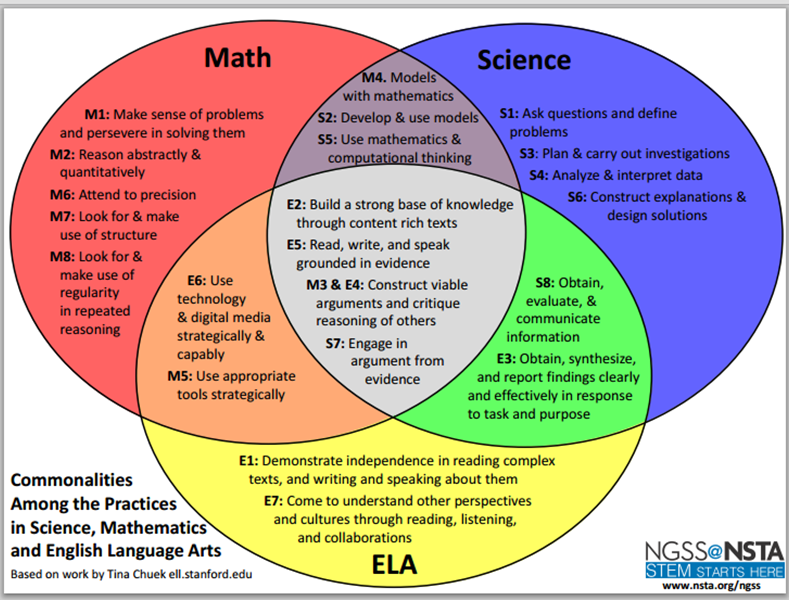 Math
Science
M4. Models
with mathematics
S2: Develop & use models
S5: Use mathematics &
computational thinking
M1: Make sense of problems
and persevere in solving them
M2: Reason abstractly &
quantitatively
M6: Attend to precision
M7: Look for & make
use of structure
M8: Look for &
make use of
regularity
in repeated
reasoning
S1: Ask questions and define
problems
S3: Plan & carry out investigations
S4: Analyze & interpret data
S6: Construct explanations &
design solutions
E2: Build a strong base of knowledge
through content rich texts
E5: Read, write, and speak
grounded in evidence
M3 & E4: Construct viable
arguments and critique
reasoning of others
S7: Engage in
argument from
evidence
E6: Use
technology
& digital media
strategically &
capably
M5: Use appropriate
tools strategically
S8: Obtain,
evaluate, &
communicate
information
E3: Obtain, synthesize,
and report findings clearly
and effectively in response
to task and purpose
E1: Demonstrate independence in reading complex
texts, and writing and speaking about them
E7: Come to understand other perspectives
and cultures through reading, listening,
and collaborations
ELA
Commonalities
Among the Practices
in Science, Mathematics
and English Language Arts
Based on work by Tina Chuek ell.stanford.edu
NGSS@NSTA
STEM STARTS HERE
www.nsta.org/ngss